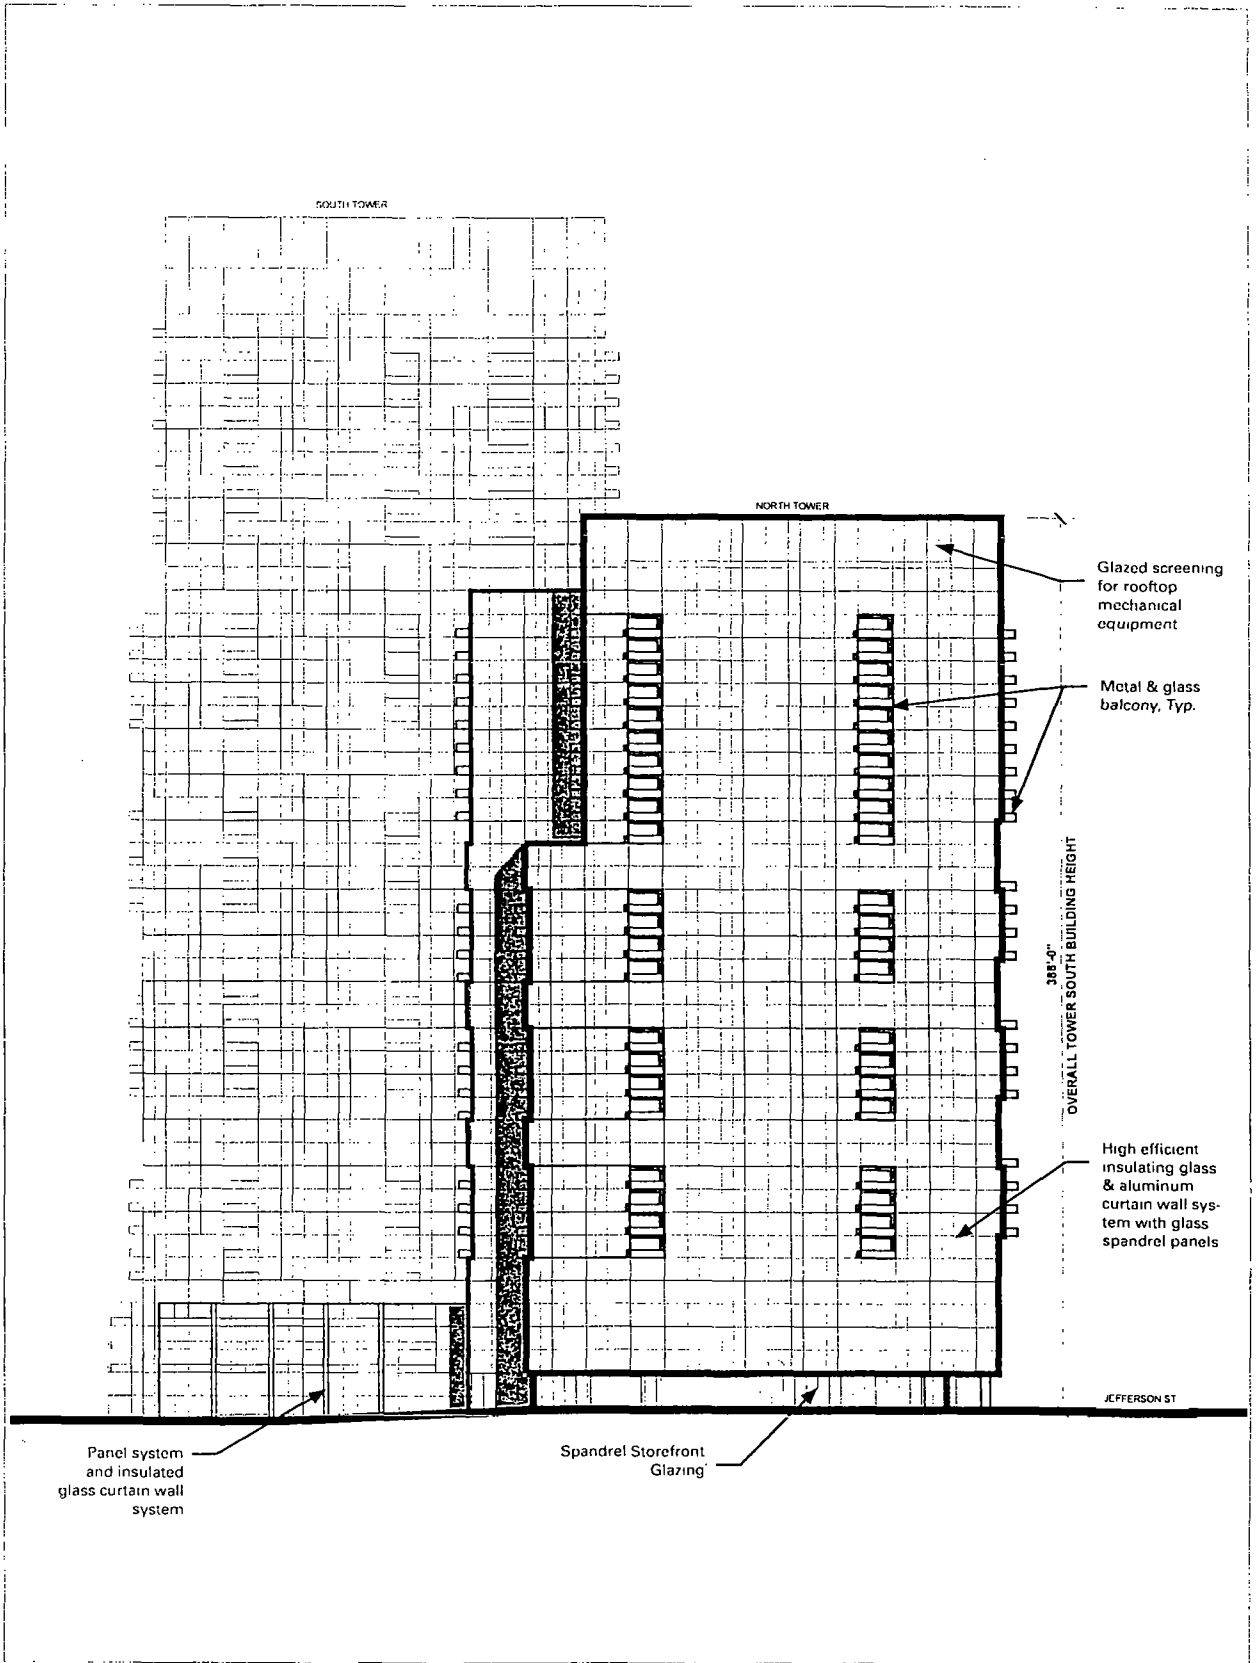 SOUTH TOWER
NORTH TOWER
Glazed screening
for rooftop
mechanical
equipment
Metal & glass
balcony, Typ.
388'-0"
OVERALL TOWER SOUTH BUILDING HEIGHT
High efficient
insulating glass
& aluminum
curtain wall sys-
tem with glass
spandrel panels
JEFFERSON ST
Panel system
and insulated
glass curtain wall
system
Spandrel Storefront
Glazing